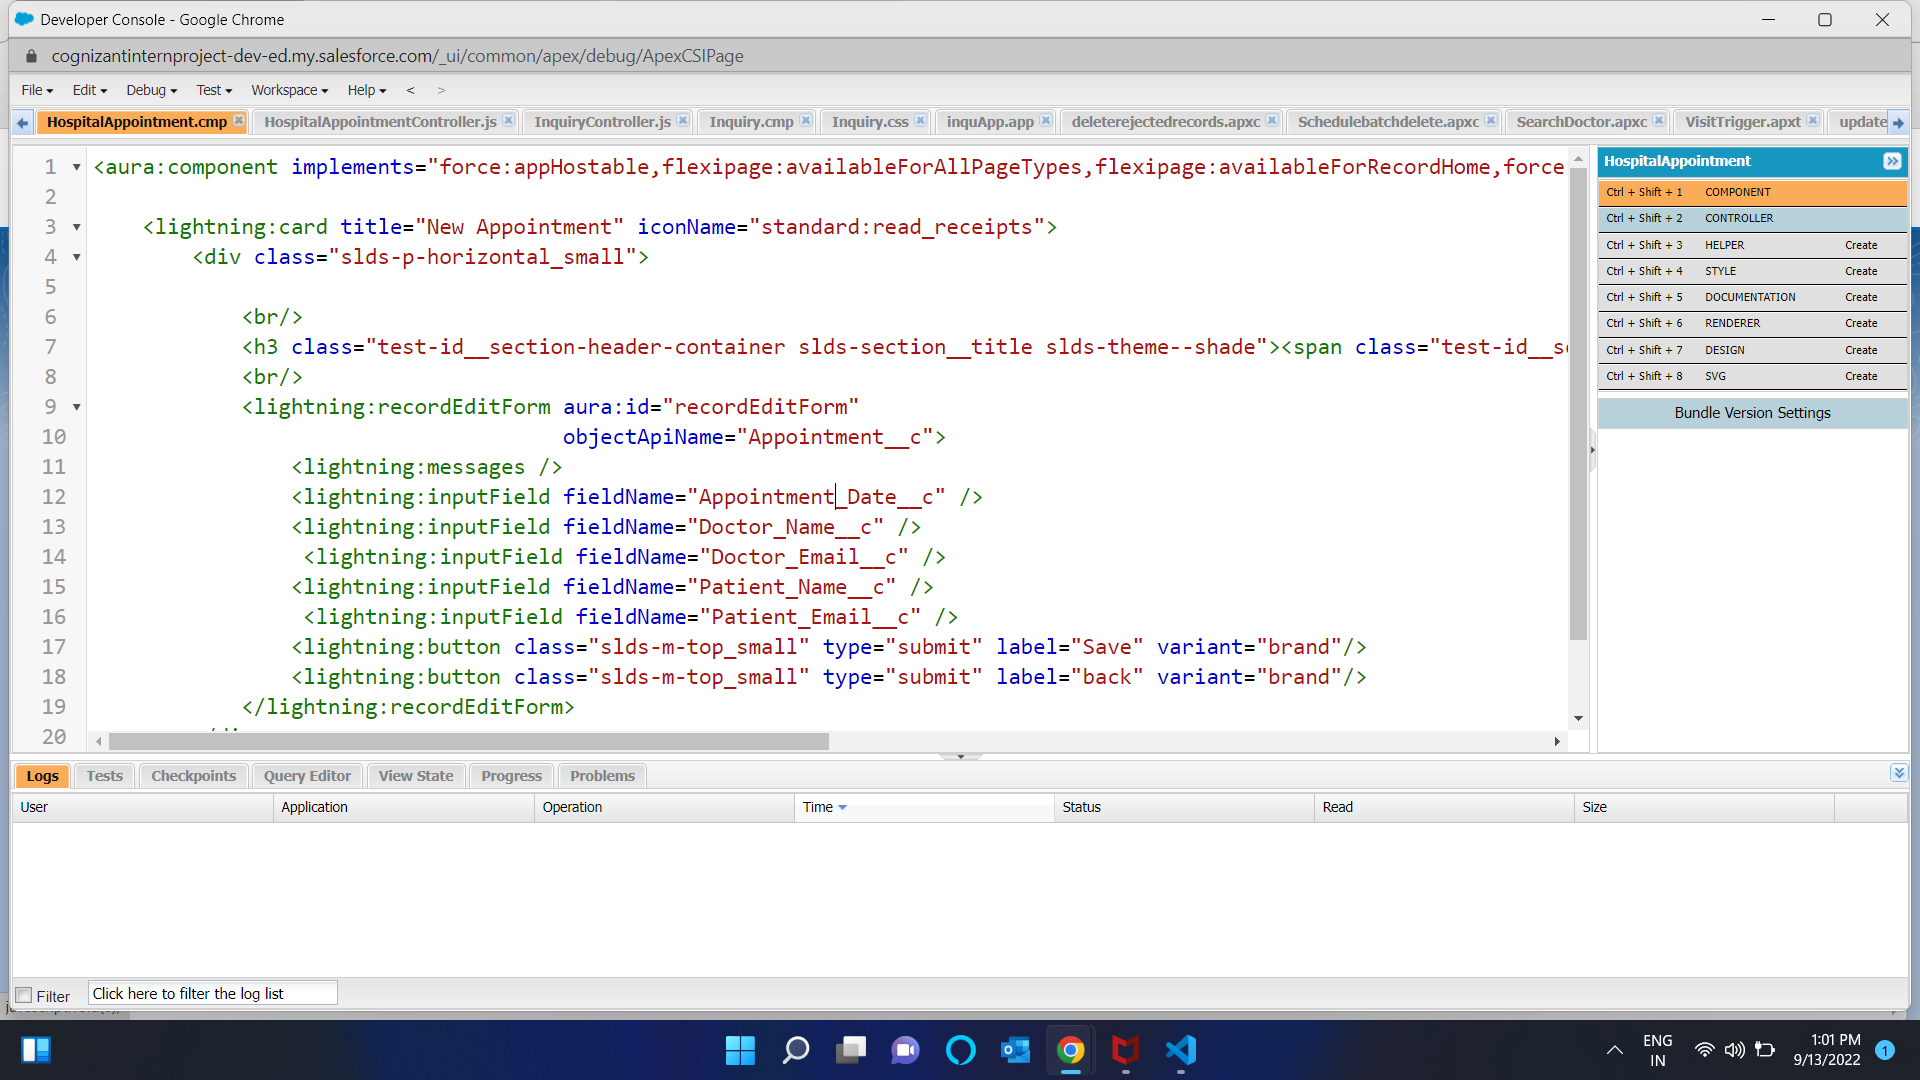 Developer Console - Google Chrome
cognizantinternproject-dev-ed.my.salesforce.com/_ui/common/apex/debug/ApexCSIPage
File Edit Debug Test Workspace Help < >
HospitalAppointment.cmp HospitalAppointmentController.js InquiryController.js Inquiry.cmp Inquiry.css inquApp.app deleterejectedrecords.apxc Schedulebatchdelete.apxc SearchDoctor.apxc VisitTrigger.apxt update
1 <aura:component implements="force:appHostable,flexipage:availableForAllPageTypes,flexipage:availableForRecordHome,force
2
3 <lightning:card title="New Appointment" iconName="standard:read_receipts">
4 <div class="slds-p-horizontal_small">
5
6 <br/>
7 <h3 class="test-id__section-header-container slds-section__title slds-theme--shade"><span class="test-id__s
8 <br/>
9 <lightning:recordEditForm aura:id="recordEditForm"
10 objectApiName="Appointment__c">
11 <lightning:messages />
12 <lightning:inputField fieldName="Appointment_Date__c" />
13 <lightning:inputField fieldName="Doctor_Name__c" />
14 <lightning:inputField fieldName="Doctor_Email__c" />
15 <lightning:inputField fieldName="Patient_Name__c" />
16 <lightning:inputField fieldName="Patient_Email__c" />
17 <lightning:button class="slds-m-top_small" type="submit" label="Save" variant="brand"/>
18 <lightning:button class="slds-m-top_small" type="submit" label="back" variant="brand"/>
19 </lightning:recordEditForm>
20
HospitalAppointment
Ctrl + Shift + 1 COMPONENT
Ctrl + Shift + 2 CONTROLLER
Ctrl + Shift + 3 HELPER Create
Ctrl + Shift + 4 STYLE Create
Ctrl + Shift + 5 DOCUMENTATION Create
Ctrl + Shift + 6 RENDERER Create
Ctrl + Shift + 7 DESIGN Create
Ctrl + Shift + 8 SVG Create
Bundle Version Settings
Logs Tests Checkpoints Query Editor View State Progress Problems
User Application Operation Time Status Read Size
Filter Click here to filter the log list
ENG
IN
1:01 PM
9/13/2022
1